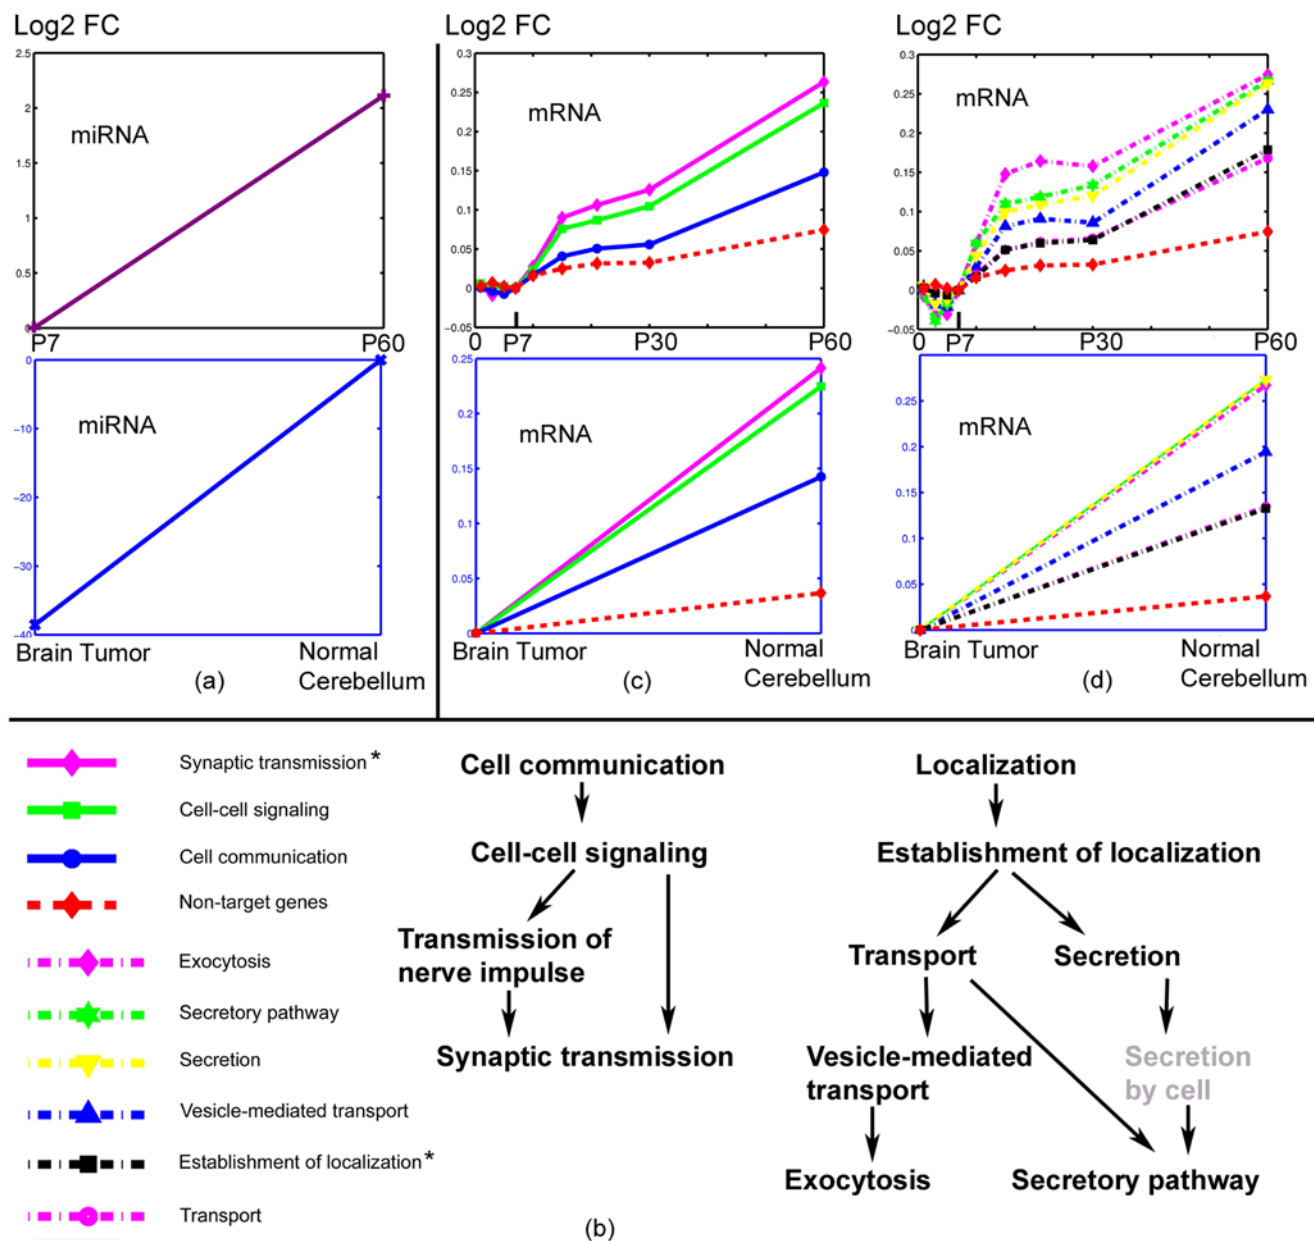 Log2 FC
2.5
2
1.5
1
0.5
0
miRNA
P7
P60
0
−10
−20
−30
−40
miRNA
Brain Tumor
Normal
Cerebellum
(a)
Log2 FC
0.3
0.25
0.2
0.15
0.1
0.05
0
−0.05
mRNA
0
P7
P30
P60
0.25
0.2
0.15
0.1
0.05
0
mRNA
Brain Tumor
Normal
Cerebellum
(c)
Log2 FC
0.3
0.25
0.2
0.15
0.1
0.05
0
−0.05
mRNA
0
P7
P30
P60
0.25
0.2
0.15
0.1
0.05
0
mRNA
Brain Tumor
Normal
Cerebellum
(d)
Synaptic transmission *
Cell-cell signaling
Cell communication
Non-target genes
Exocytosis
Secretory pathway
Secretion
Vesicle-mediated transport
Establishment of localization *
Transport
Cell communication
Cell-cell signaling
Transmission of
nerve impulse
Synaptic transmission
Localization
Establishment of localization
Transport
Secretion
Vesicle-mediated
transport
Secretion
by cell
Exocytosis
Secretory pathway
(b)